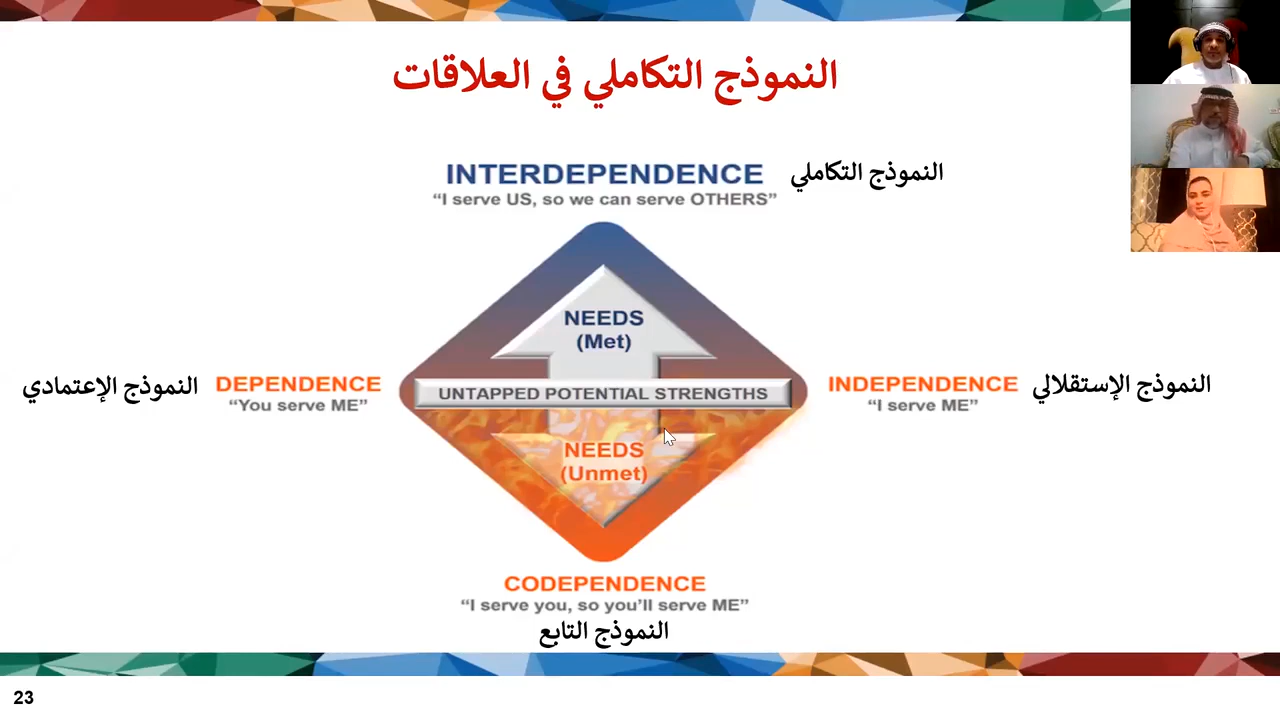 النموذج التكاملي في العلاقات
INTERDEPENDENCE النموذج التكاملي
“I serve US, so we can serve OTHERS”
NEEDS
(Met)
النموذج الإعتمادي DEPENDENCE
“You serve ME”
UNTAPPED POTENTIAL STRENGTHS
INDEPENDENCE النموذج الإستقلالي
“I serve ME”
NEEDS
(Unmet)
CODEPENDENCE
“I serve you, so you’ll serve ME”
النموذج التابع
23